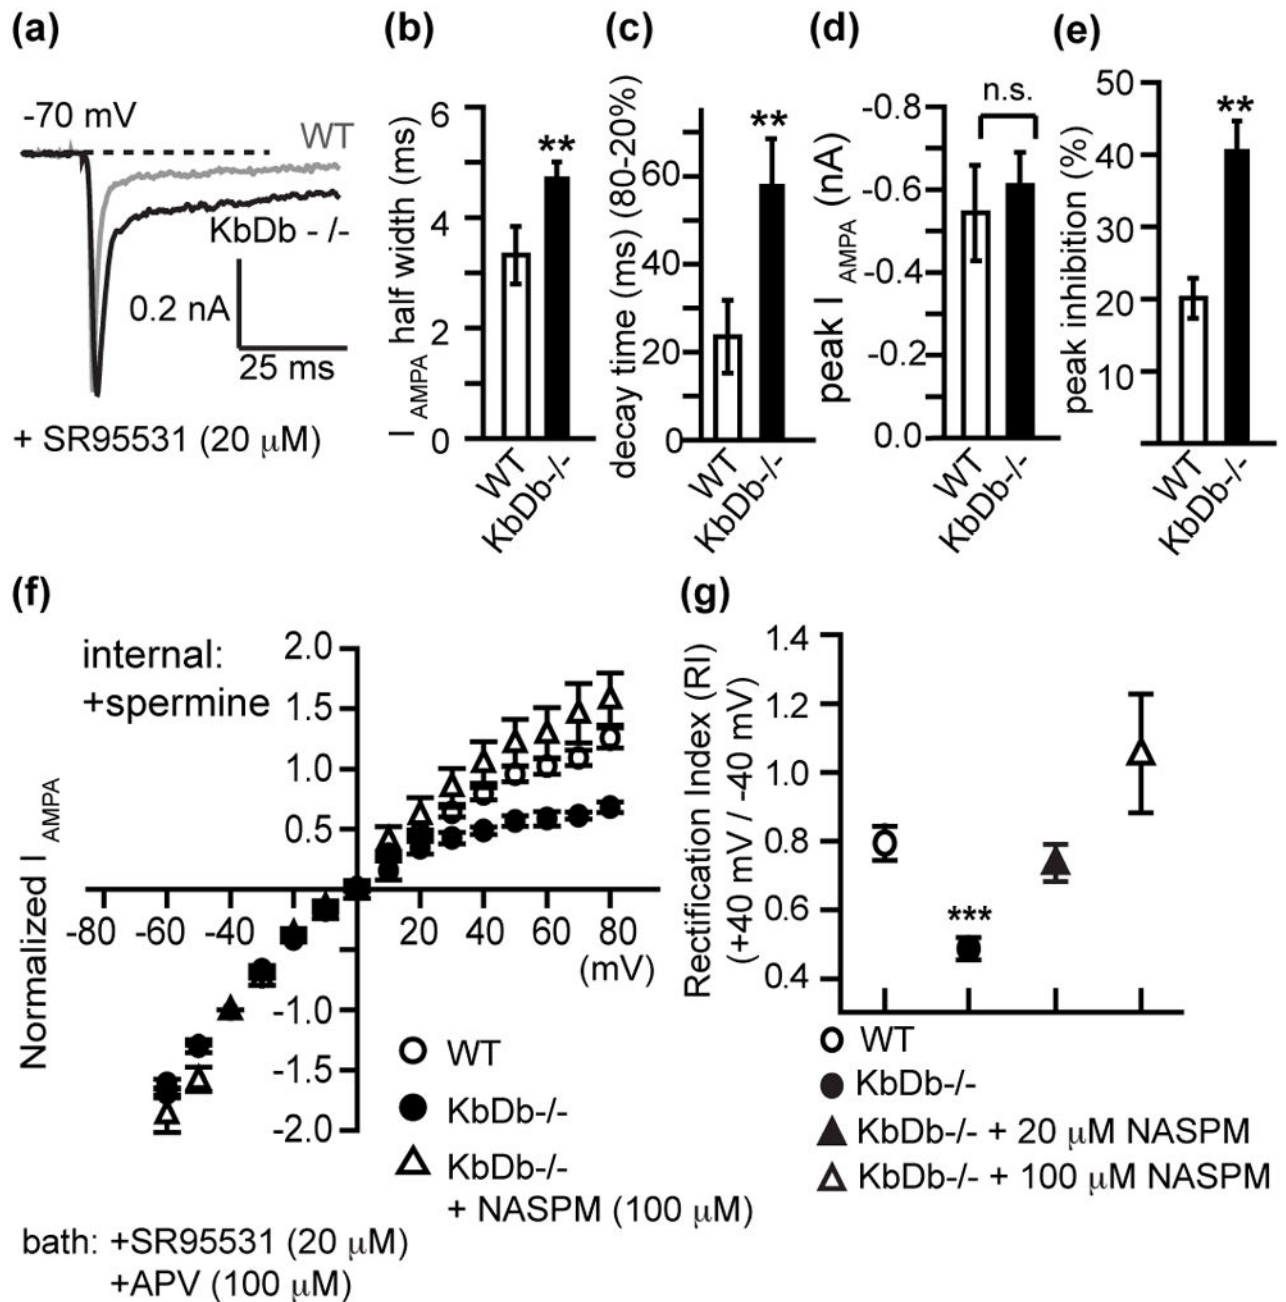 (a)
-70 mV
WT
KbDb - /-
0.2 nA
25 ms
+ SR95531 (20 μM)
(b)
I AMPA half width (ms)
6
4
2
0
**
WT
KbDb-/-
(c)
decay time (ms) (80-20%)
60
40
20
0
**
WT
KbDb-/-
(d)
peak I AMPA (nA)
-0.8
-0.6
-0.4
-0.2
0.0
n.s.
WT
KbDb-/-
(e)
peak inhibition (%)
50
40
30
20
10
**
WT
KbDb-/-
(f)
internal:
+spermine
Normalized I AMPA
2.0
1.5
1.0
0.5
-80 -60 -40 20 40 60 80
(mV)
-1.0
-1.5
-2.0
WT
KbDb-/-
KbDb-/-
+ NASPM (100 μM)
bath: +SR95531 (20 μM)
+APV (100 μM)
(g)
Rectification Index (RI)
(+40 mV / -40 mV)
1.4
1.2
1.0
0.8
0.6
0.4
***
WT
KbDb-/-
KbDb-/- + 20 μM NASPM
KbDb-/- + 100 μM NASPM